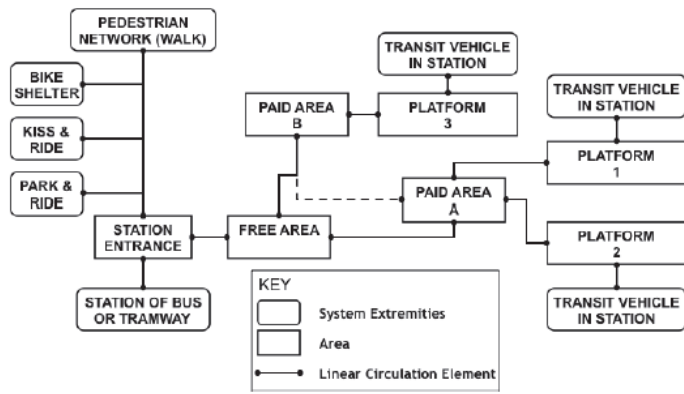 PEDESTRIAN
NETWORK (WALK)
BIKE
SHELTER
KISS &
RIDE
PARK &
RIDE
STATION
ENTRANCE
STATION OF BUS
OR TRAMWAY
FREE AREA
PAID AREA
B
TRANSIT VEHICLE
IN STATION
PLATFORM
3
PAID AREA
A
TRANSIT VEHICLE
IN STATION
PLATFORM
1
PLATFORM
2
TRANSIT VEHICLE
IN STATION
KEY
System Extremities
Area
Linear Circulation Element